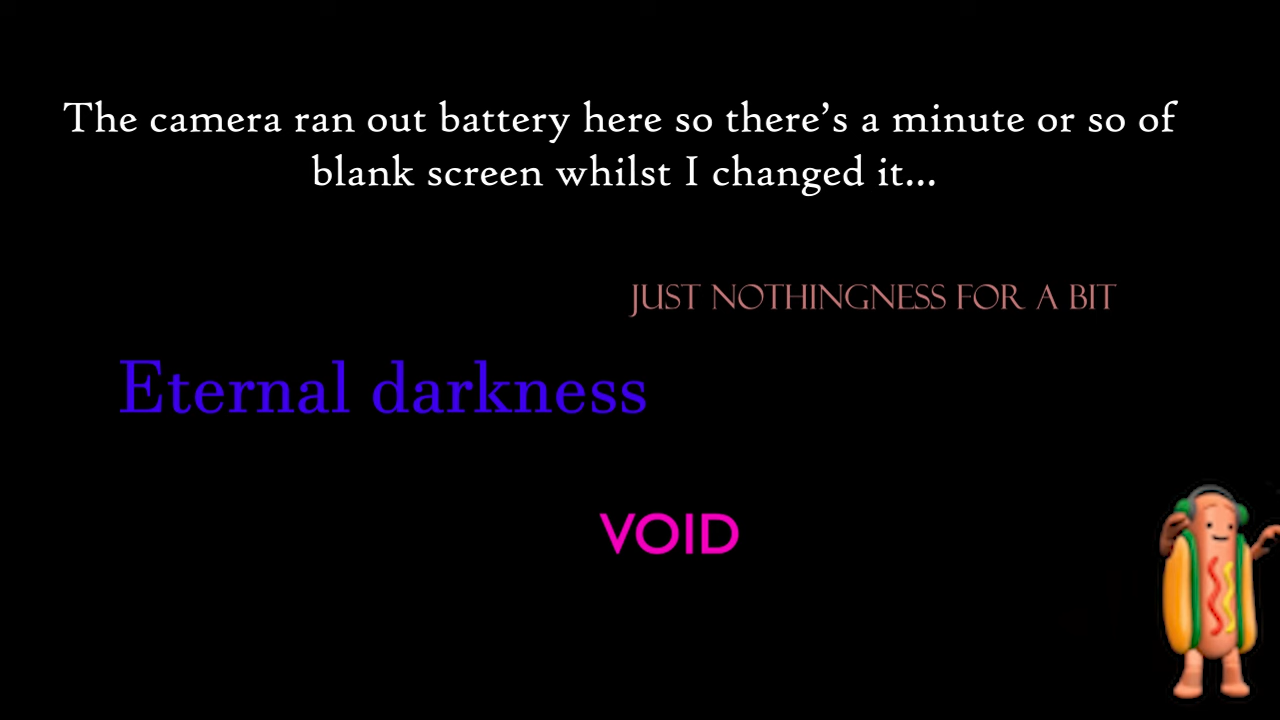 The camera ran out battery here so there’s a minute or so of
blank screen whilst I changed it...
JUST NOTHINGNESS FOR A BIT
Eternal darkness
VOID